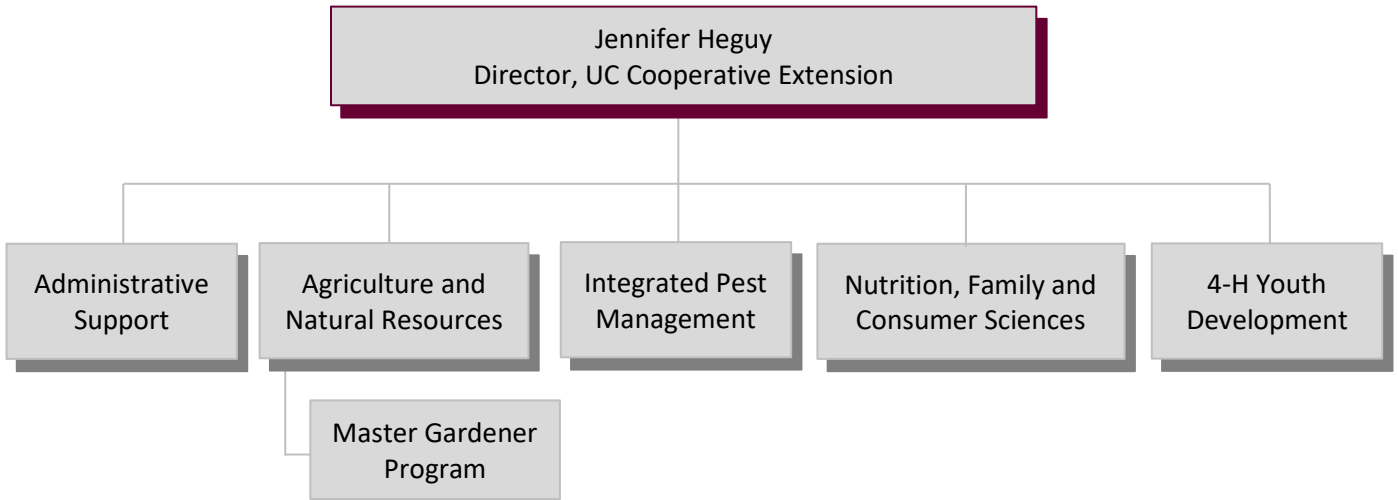 Jennifer Heguy
Director, UC Cooperative Extension
Administrative
Support
Agriculture and
Natural Resources
Integrated Pest
Management
Nutrition, Family and
Consumer Sciences
4-H Youth
Development
Master Gardener
Program